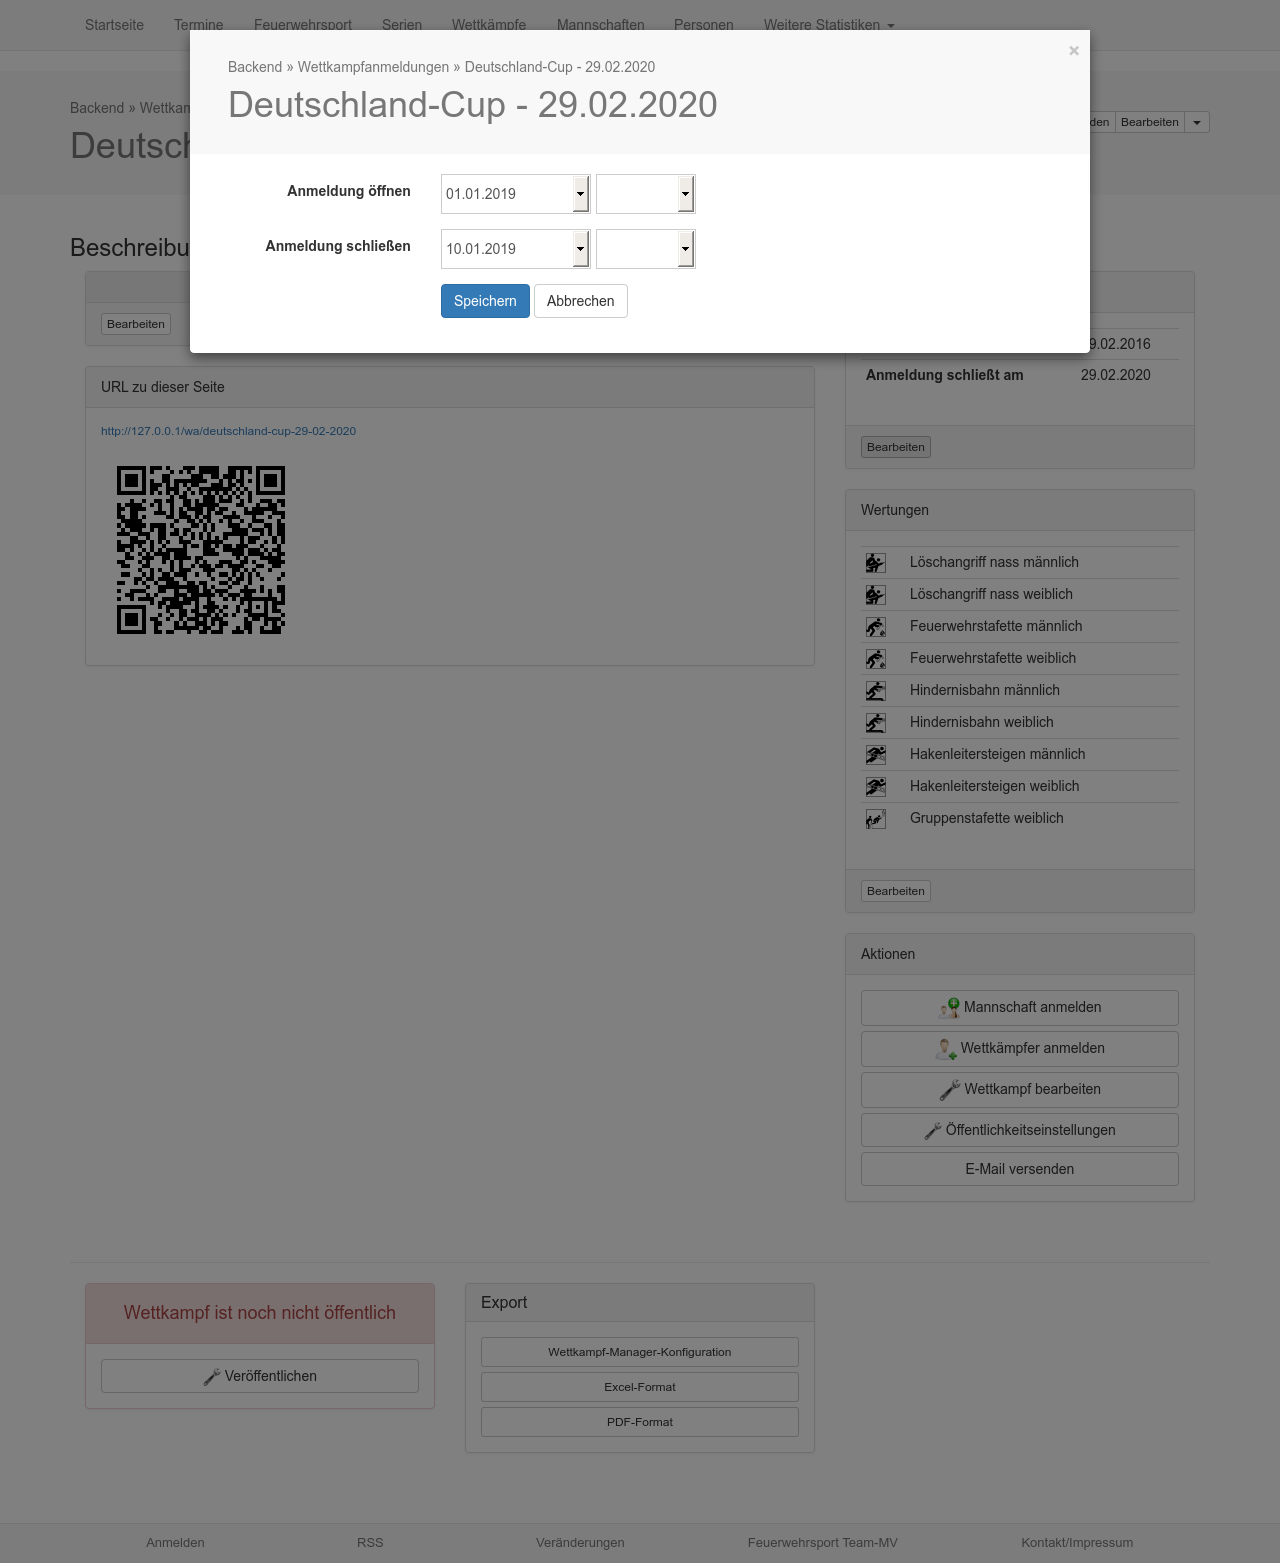 Startseite Termine Feuerwehrsport Serien Wettkämpfe Mannschaften Personen Weitere Statistiken
×
Backend » Wettkampfanmeldungen » Deutschland-Cup - 29.02.2020
Deutschland-Cup - 29.02.2020
Backend »
Bearbeiten
Anmeldung öffnen 01.01.2019
Anmeldung schließen 10.01.2019
Speichern Abbrechen
Bearbeiten
URL zu dieser Seite
http://127.0.0.1/wa/deutschland-cup-29-02-2020
9.02.2016
Anmeldung schließt am 29.02.2020
Bearbeiten
Wertungen
Löschangriff nass männlich
Löschangriff nass weiblich
Feuerwehrstafette männlich
Feuerwehrstafette weiblich
Hindernisbahn männlich
Hindernisbahn weiblich
Hakenleitersteigen männlich
Hakenleitersteigen weiblich
Gruppenstafette weiblich
Bearbeiten
Aktionen
Mannschaft anmelden
Wettkämpfer anmelden
Wettkampf bearbeiten
Öffentlichkeitseinstellungen
E-Mail versenden
Wettkampf ist noch nicht öffentlich
Veröffentlichen
Export
Wettkampf-Manager-Konfiguration
Excel-Format
PDF-Format
Anmelden RSS Veränderungen Feuerwehrsport Team-MV Kontakt/Impressum